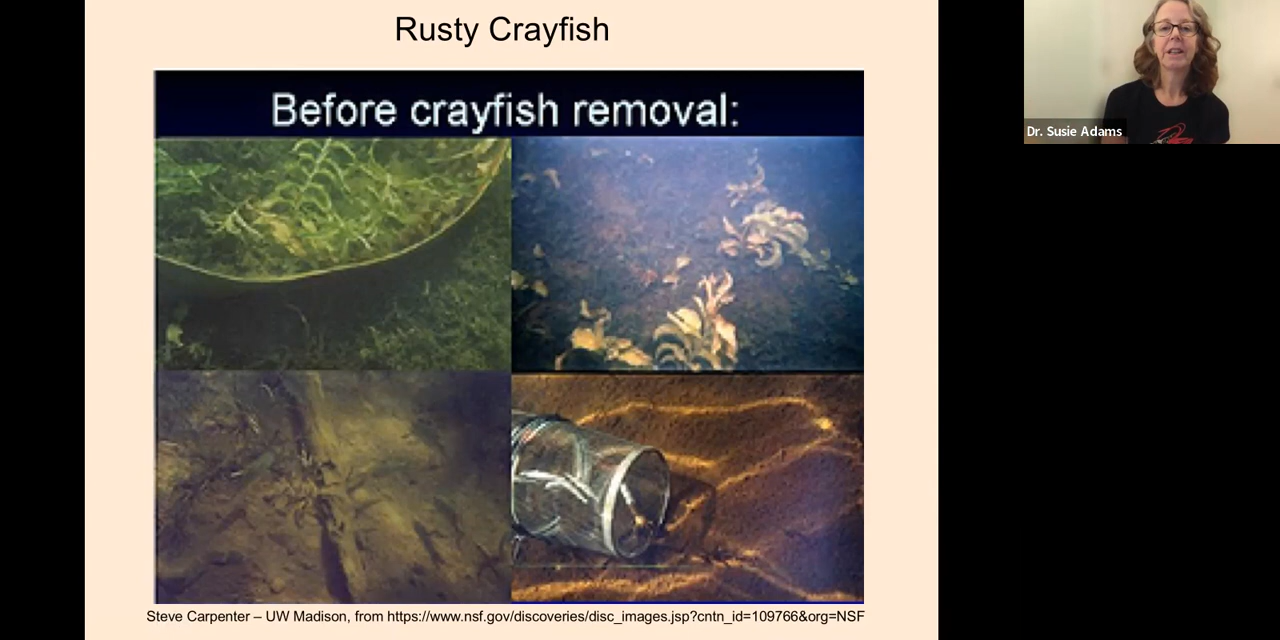 Rusty Crayfish
Before crayfish removal:
Steve Carpenter – UW Madison, from https://www.nsf.gov/discoveries/disc_images.jsp?cntn_id=109766&org=NSF
Dr. Susie Adams